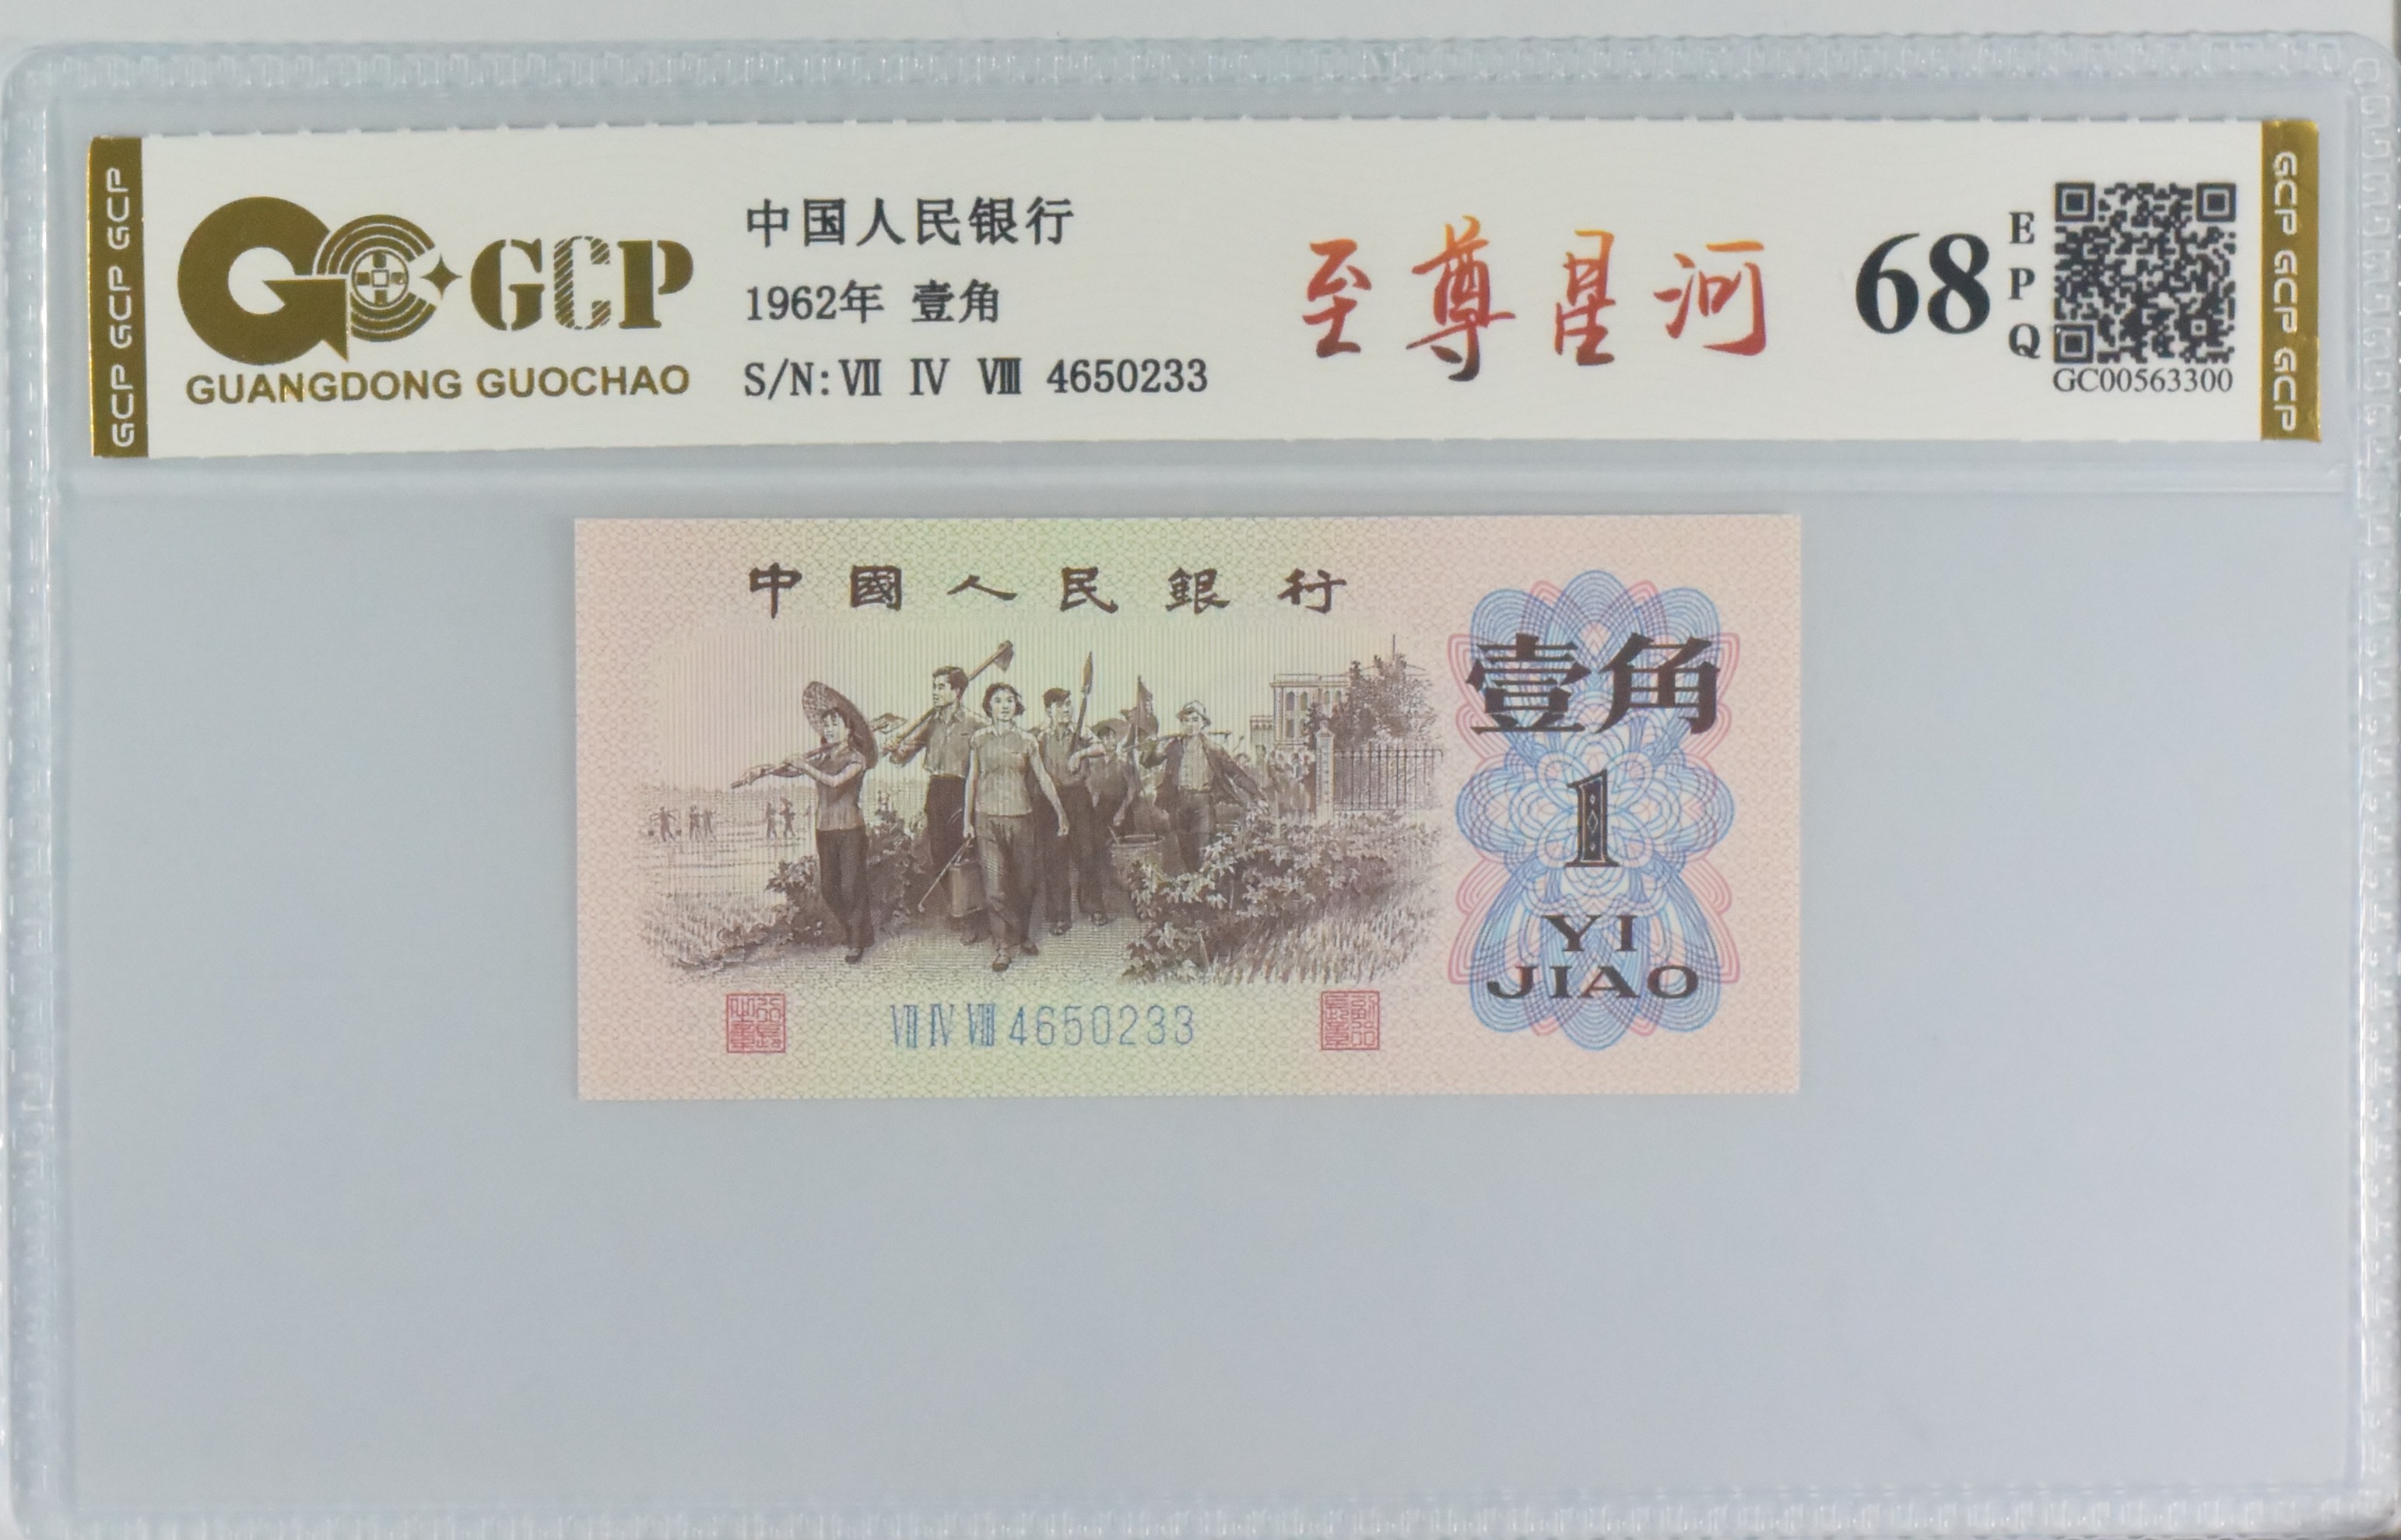 GCP GCP GCP
GCP
GUANGDONG GUOCHAO
中国人民银行
1962年 壹角
S/N: Ⅶ Ⅳ Ⅷ 4650233
至尊星河
68
EPQ
GC00563300
GCP GCP GCP
中國人民銀行
壹角
1
YI
JIAO
Ⅶ Ⅳ Ⅷ 4650233